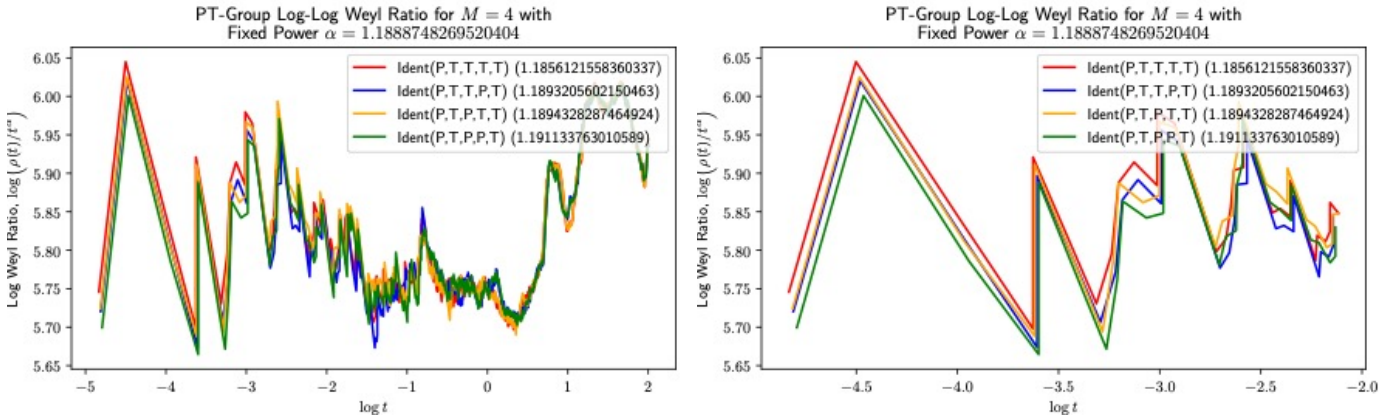 PT-Group Log-Log Weyl Ratio for M = 4 with
Fixed Power α = 1.1888748269520404
Log Weyl Ratio, log (ρ(t)/t^α)
6.05
6.00
5.95
5.90
5.85
5.80
5.75
5.70
5.65
Ident(P,T,T,T,T) (1.1856121558360337)
Ident(P,T,T,P,T) (1.1893205602150463)
Ident(P,T,P,T,T) (1.1894328287464924)
Ident(P,T,P,P,T) (1.191133763010589)
−5 −4 −3 −2 −1 0 1 2
log t
PT-Group Log-Log Weyl Ratio for M = 4 with
Fixed Power α = 1.1888748269520404
Log Weyl Ratio, log (ρ(t)/t^α)
6.05
6.00
5.95
5.90
5.85
5.80
5.75
5.70
5.65
Ident(P,T,T,T,T) (1.1856121558360337)
Ident(P,T,T,P,T) (1.1893205602150463)
Ident(P,T,P,T,T) (1.1894328287464924)
Ident(P,T,P,P,T) (1.191133763010589)
−4.5 −4.0 −3.5 −3.0 −2.5 −2.0
log t